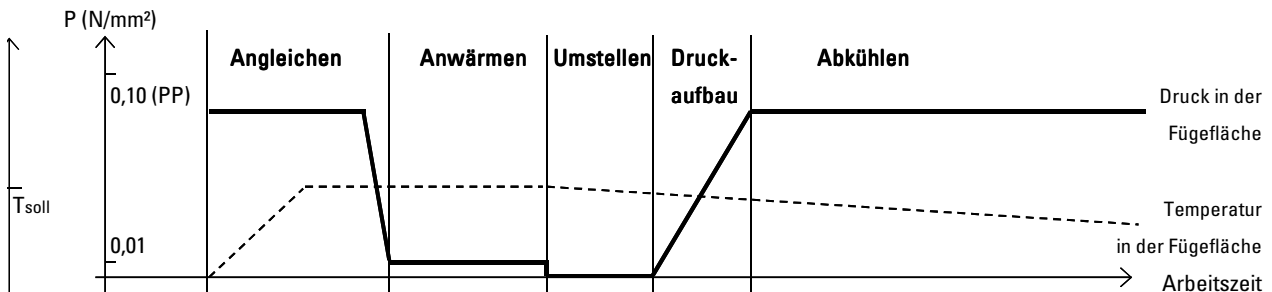 P (N/mm²)
Angleichen
Anwärmen
Umstellen
Druck-
aufbau
Abkühlen
0,10 (PP)
Druck in der
Fügefläche
Tsoll
0,01
Temperatur
in der Fügefläche
Arbeitszeit